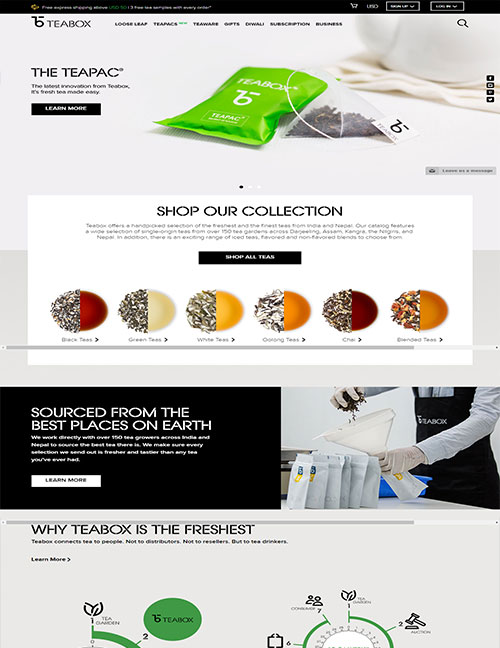 Free express shipping above USD 50 | 3 free tea samples with every order*
USD
SIGN UP
LOG IN
TEABOX
LOOSE LEAF TEAPACS NEW TEAWARE GIFTS DIWALI SUBSCRIPTION BUSINESS
THE TEAPAC®
The latest innovation from Teabox,
It's fresh tea made easy.
LEARN MORE
TEABOX
TEAPAC
Leave us a message
SHOP OUR COLLECTION
Teabox offers a handpicked selection of the freshest and the finest teas from India and Nepal. Our catalog features
a wide selection of single-origin teas from over 150 tea gardens across Darjeeling, Assam, Kangra, the Nilgiris, and
Nepal. In addition, there is an exciting range of iced teas, flavored and non-flavored blends to choose from.
SHOP ALL TEAS
Black Teas >
Green Teas >
White Teas >
Oolong Teas >
Chai >
Blended Teas >
SOURCED FROM THE
BEST PLACES ON EARTH
We work directly with over 150 tea growers across India and
Nepal to source the best tea there is. We make sure every
selection we send out is fresher and tastier than any tea
you've ever had.
LEARN MORE
TEABOX
WHY TEABOX IS THE FRESHEST
Teabox connects tea to people. Not to distributors. Not to resellers. But to tea drinkers.
Learn More >
1
TEA
GARDEN
2
TEABOX
CONSUMER
7
TEA
GARDEN
1
2
AUCTION
6